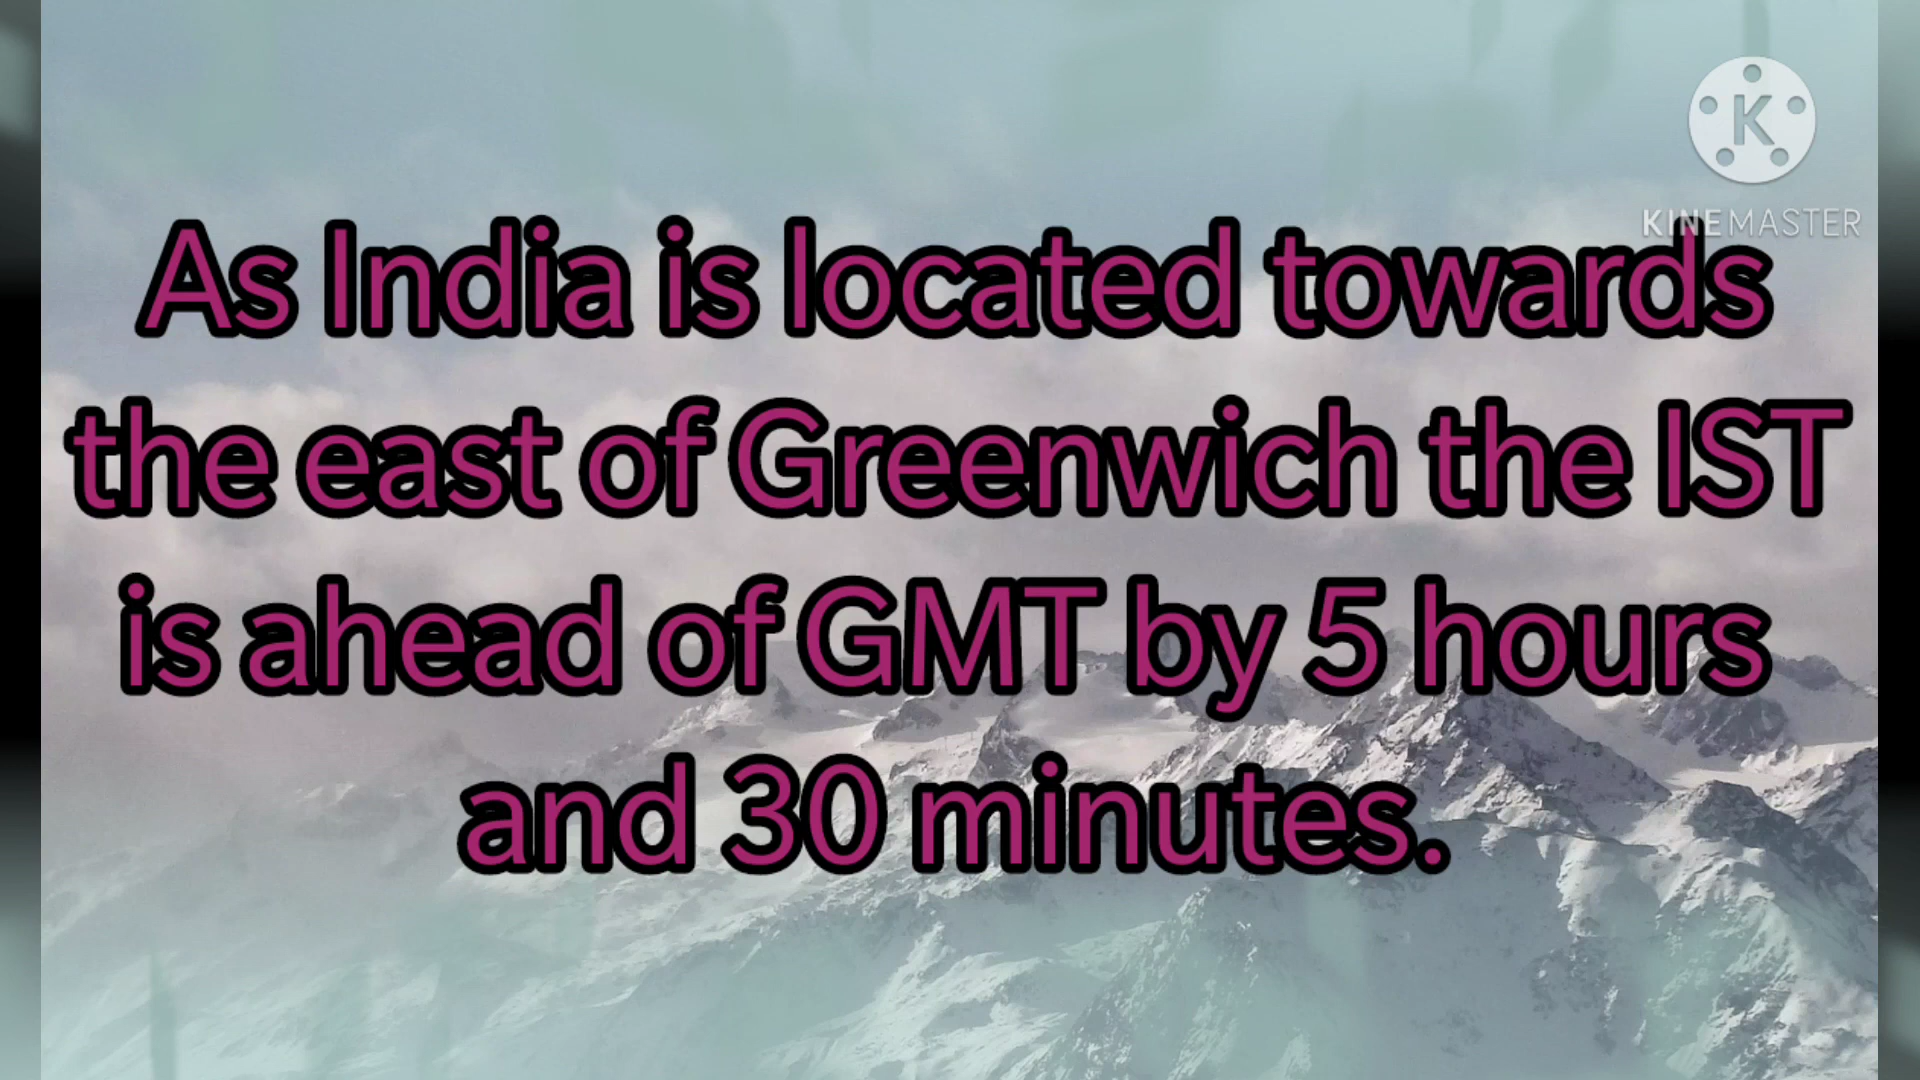 K
KINEMASTER
As India is located towards
the east of Greenwich the IST
is ahead of GMT by 5 hours
and 30 minutes.